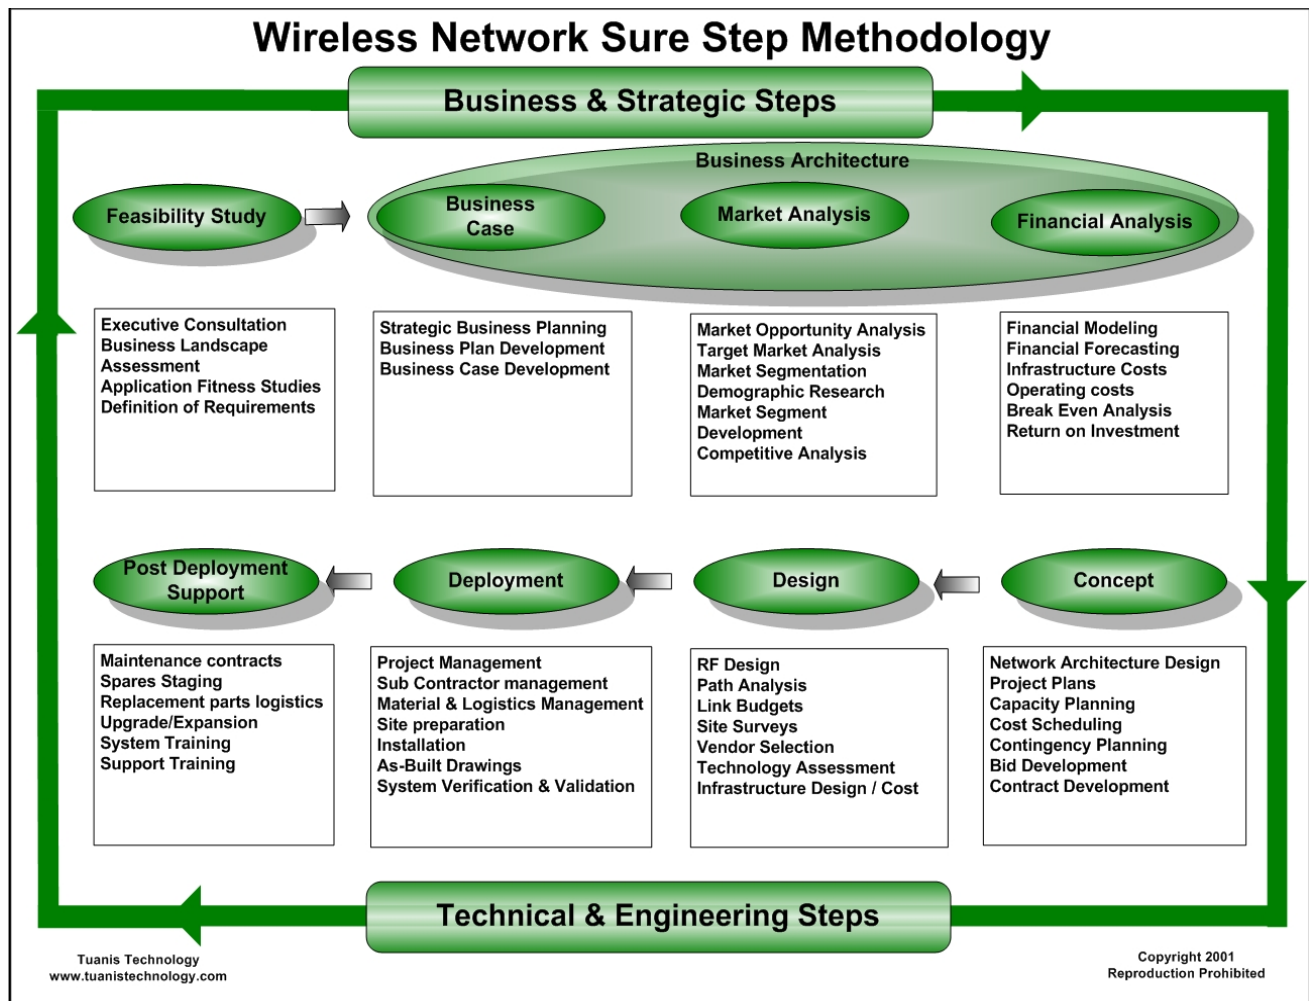 Wireless Network Sure Step Methodology
Business & Strategic Steps
Business Architecture
Feasibility Study
Business
Case
Market Analysis
Financial Analysis
Executive Consultation
Business Landscape
Assessment
Application Fitness Studies
Definition of Requirements
Strategic Business Planning
Business Plan Development
Business Case Development
Market Opportunity Analysis
Target Market Analysis
Market Segmentation
Demographic Research
Market Segment
Development
Competitive Analysis
Financial Modeling
Financial Forecasting
Infrastructure Costs
Operating costs
Break Even Analysis
Return on Investment
Post Deployment
Support
Deployment
Design
Concept
Maintenance contracts
Spares Staging
Replacement parts logistics
Upgrade/Expansion
System Training
Support Training
Project Management
Sub Contractor management
Material & Logistics Management
Site preparation
Installation
As-Built Drawings
System Verification & Validation
RF Design
Path Analysis
Link Budgets
Site Surveys
Vendor Selection
Technology Assessment
Infrastructure Design / Cost
Network Architecture Design
Project Plans
Capacity Planning
Cost Scheduling
Contingency Planning
Bid Development
Contract Development
Technical & Engineering Steps
Tuanis Technology
www.tuanistechnology.com
Copyright 2001
Reproduction Prohibited